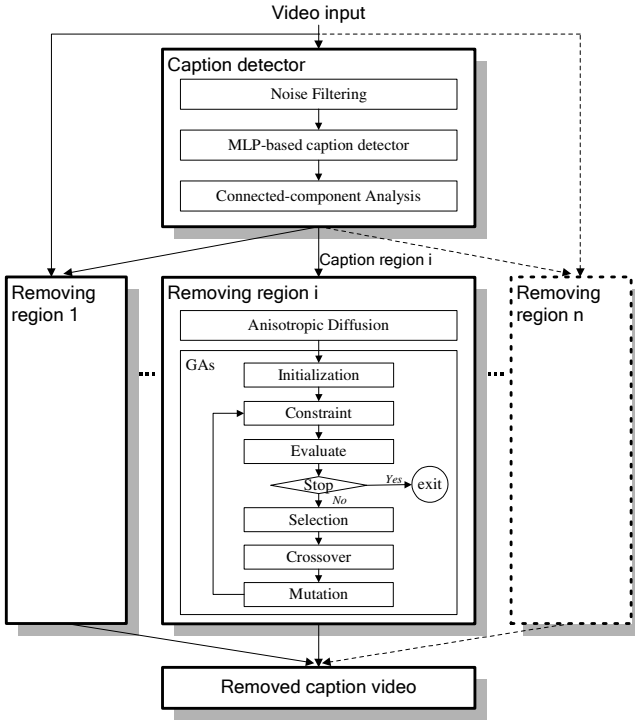 Video input
Caption detector
Noise Filtering
MLP-based caption detector
Connected-component Analysis
Caption region i
Removing
region 1
Removing region i
Removing
region n
Anisotropic Diffusion
GAs
Initialization
Constraint
Evaluate
Stop
Yes
exit
No
Selection
Crossover
Mutation
Removed caption video